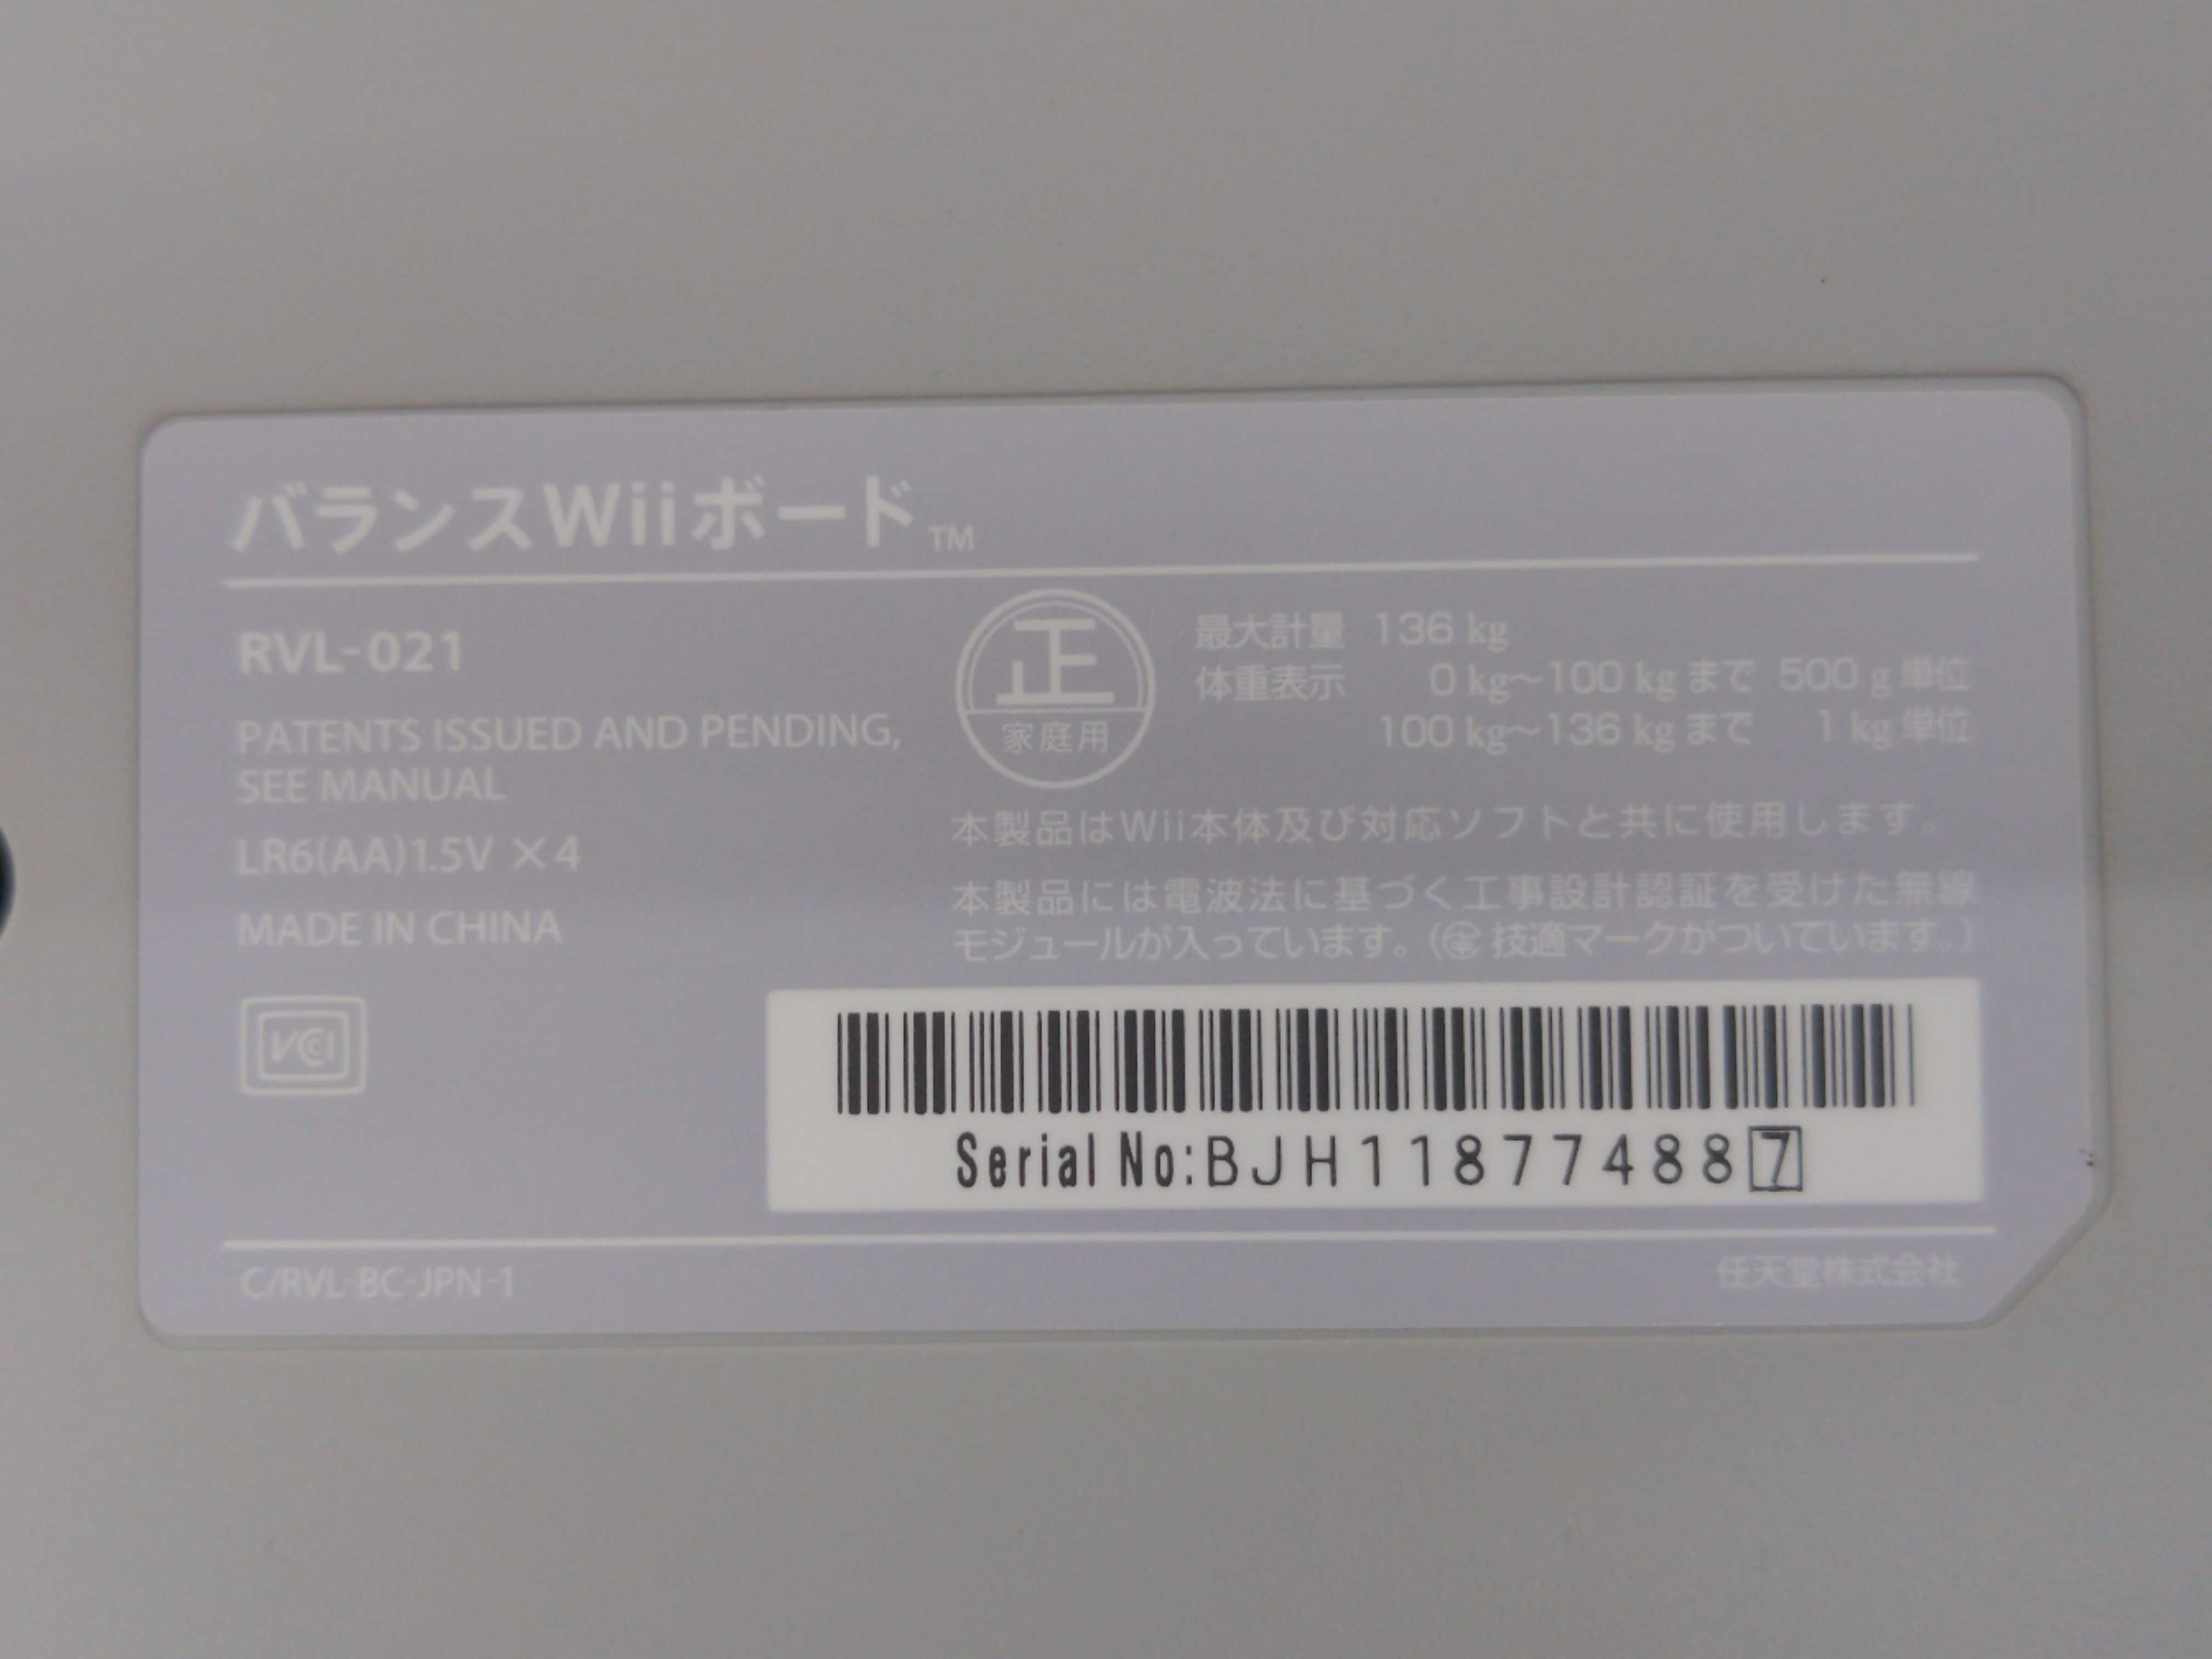 バランスWiiボード™
RVL-021
PATENTS ISSUED AND PENDING,
SEE MANUAL
LR6(AA)1.5V ×4
MADE IN CHINA
VCCI
正
家庭用
最大計量 136 kg
体重表示 0 kg〜100 kg まで 500 g 単位
100 kg〜136 kg まで 1 kg 単位
本製品はWii本体及び対応ソフトと共に使用します。
本製品には電波法に基づく工事設計認証を受けた無線
モジュールが入っています。(技適マークがついています。)
Serial No:BJH118774887
C/RVL-BC-JPN-1
任天堂株式会社